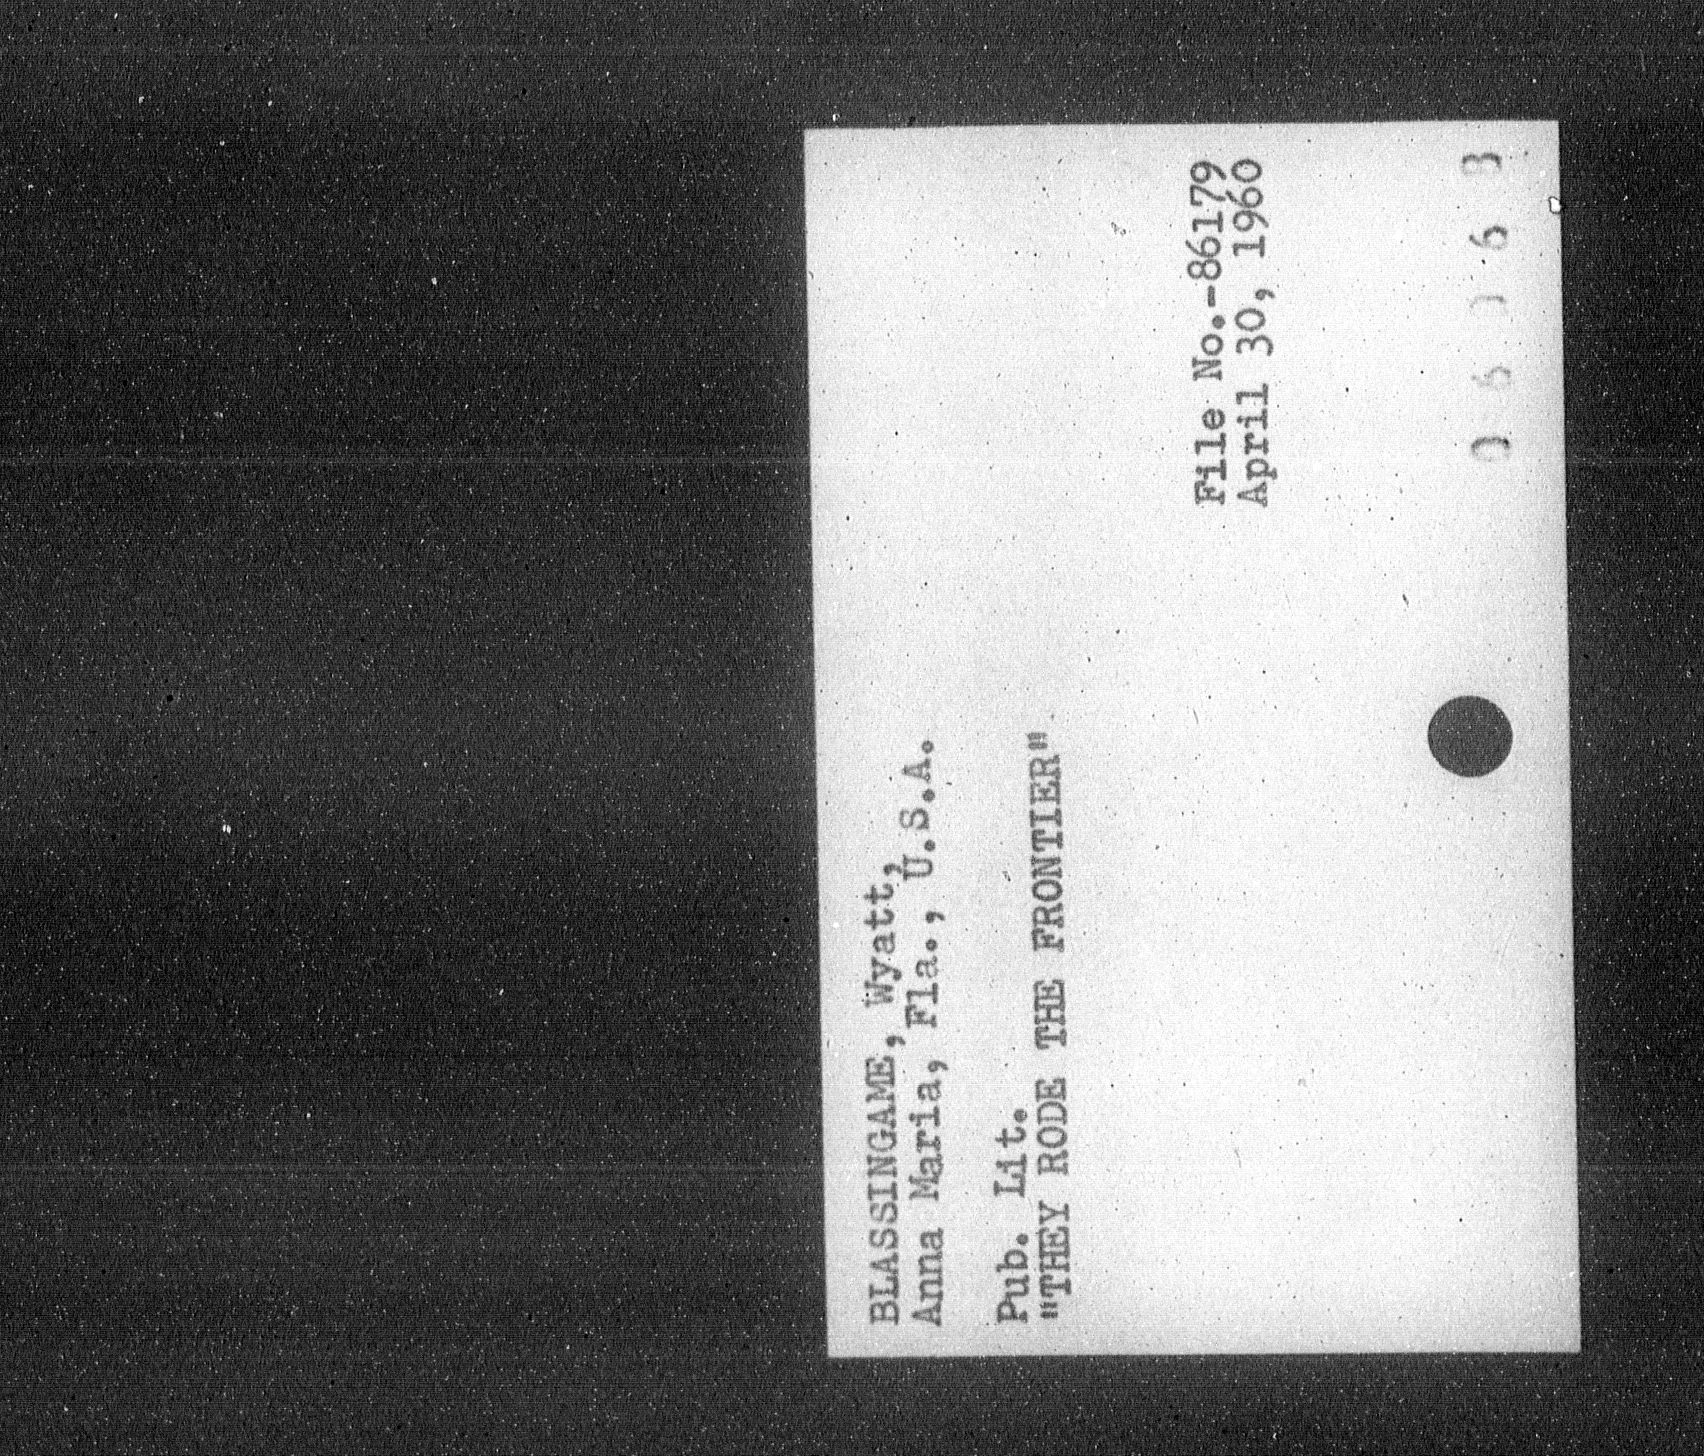 BLASSINGAME, Wyatt,
Anna Maria, Fla., U.S.A.
Pub. Lit.
"THEY RODE THE FRONTIER"
File No.-86179
April 30, 1960